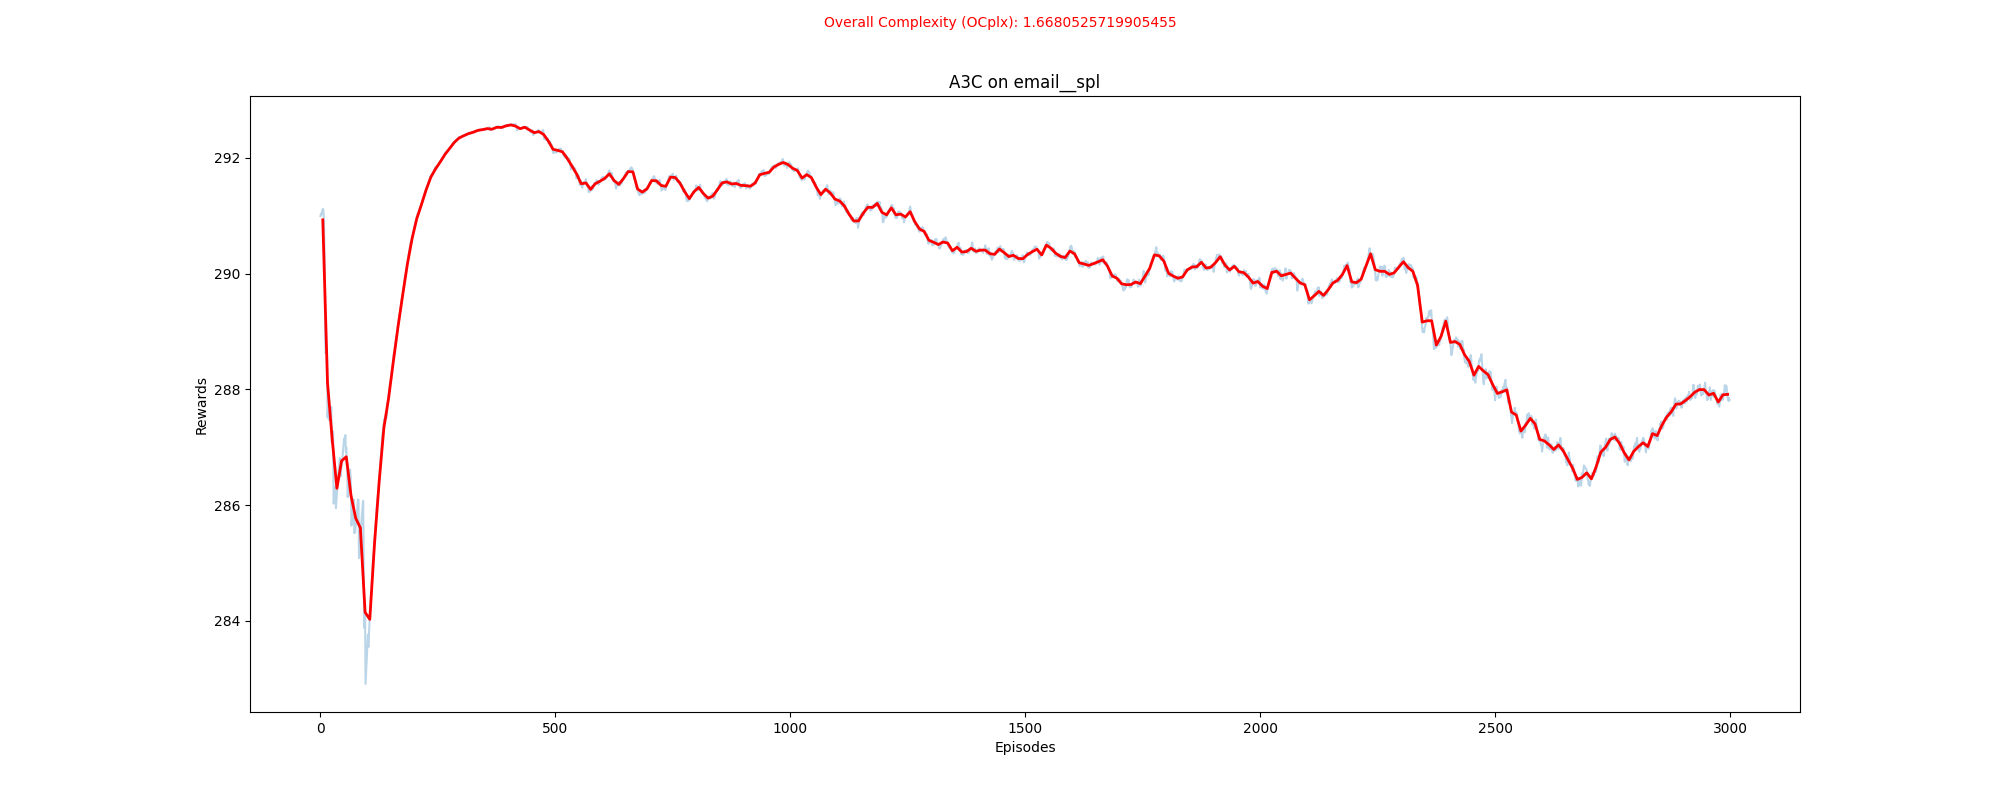 Overall Complexity (OCplx): 1.6680525719905455
A3C on email__spl
Rewards
292
290
288
286
284
0 500 1000 1500 2000 2500 3000
Episodes